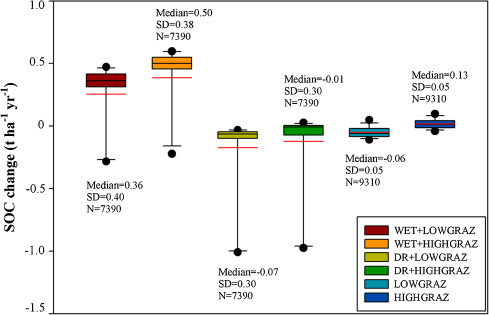 Median=0.50
SD=0.38
N=7390
Median=-0.01
SD=0.30
N=7390
Median=0.13
SD=0.05
N=9310
Median=0.36
SD=0.40
N=7390
Median=-0.07
SD=0.30
N=7390
Median=-0.06
SD=0.05
N=9310
SOC change (t ha⁻¹ yr⁻¹)
1.0
0.5
0
-0.5
-1.0
-1.5
WET+LOWGRAZ
WET+HIGHGRAZ
DR+LOWGRAZ
DR+HIGHGRAZ
LOWGRAZ
HIGHGRAZ